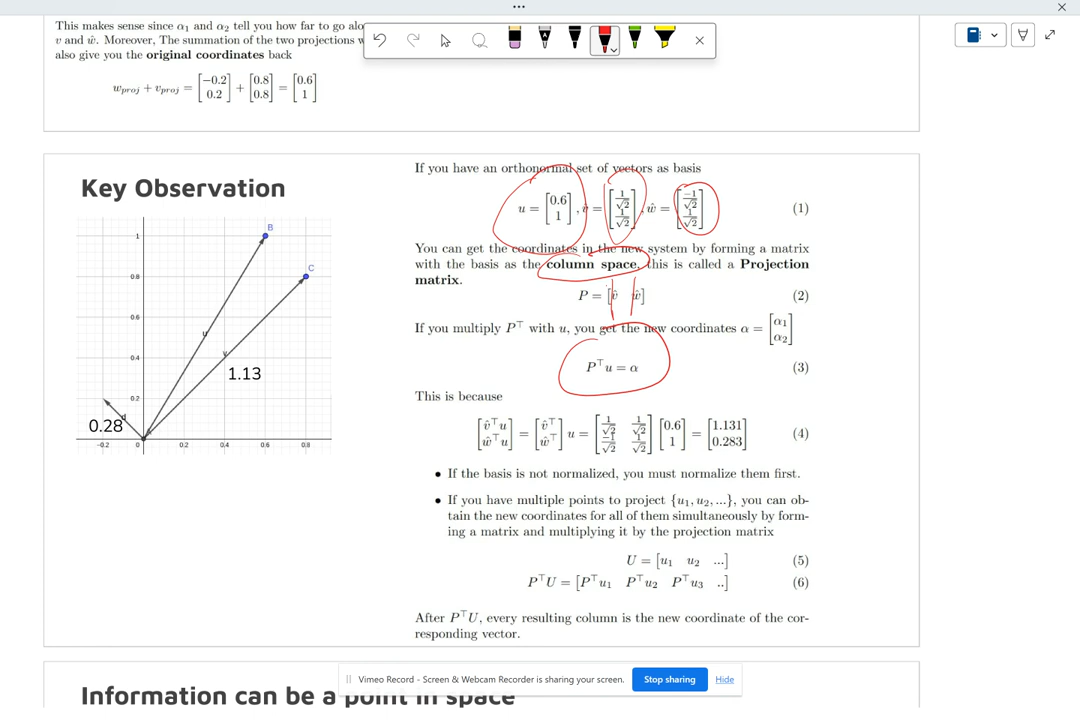 This makes sense since α₁ and α₂ tell you how far to go alo
v and ŵ. Moreover, The summation of the two projections w
also give you the original coordinates back
w_proj + v_proj = [−0.2 0.2] + [0.8 0.8] = [0.6 1]
Key Observation
B
C
u
v
d
1
0.8
0.6
0.4
0.2
1.13
0.28
−0.2 0 0.2 0.4 0.6 0.8
If you have an orthonormal set of vectors as basis
u = [0.6 1], = [1/√2 1/√2], ŵ = [−1/√2 1/√2] (1)
You can get the coordinates in the new system by forming a matrix
with the basis as the column space, this is called a Projection
matrix.
P = [v̂ ŵ] (2)
If you multiply P⊤ with u, you get the new coordinates α = [α₁ α₂]
P⊤u = α (3)
This is because
[v̂⊤u ŵ⊤u] = [v̂⊤ ŵ⊤] u = [1/√2 1/√2 −1/√2 1/√2] [0.6 1] = [1.131 0.283] (4)
• If the basis is not normalized, you must normalize them first.
• If you have multiple points to project {u₁, u₂, ...}, you can ob-
tain the new coordinates for all of them simultaneously by form-
ing a matrix and multiplying it by the projection matrix
U = [u₁ u₂ ...] (5)
P⊤U = [P⊤u₁ P⊤u₂ P⊤u₃ ..] (6)
After P⊤U, every resulting column is the new coordinate of the cor-
responding vector.
Vimeo Record - Screen & Webcam Recorder is sharing your screen. Stop sharing Hide
Information can be a point in space